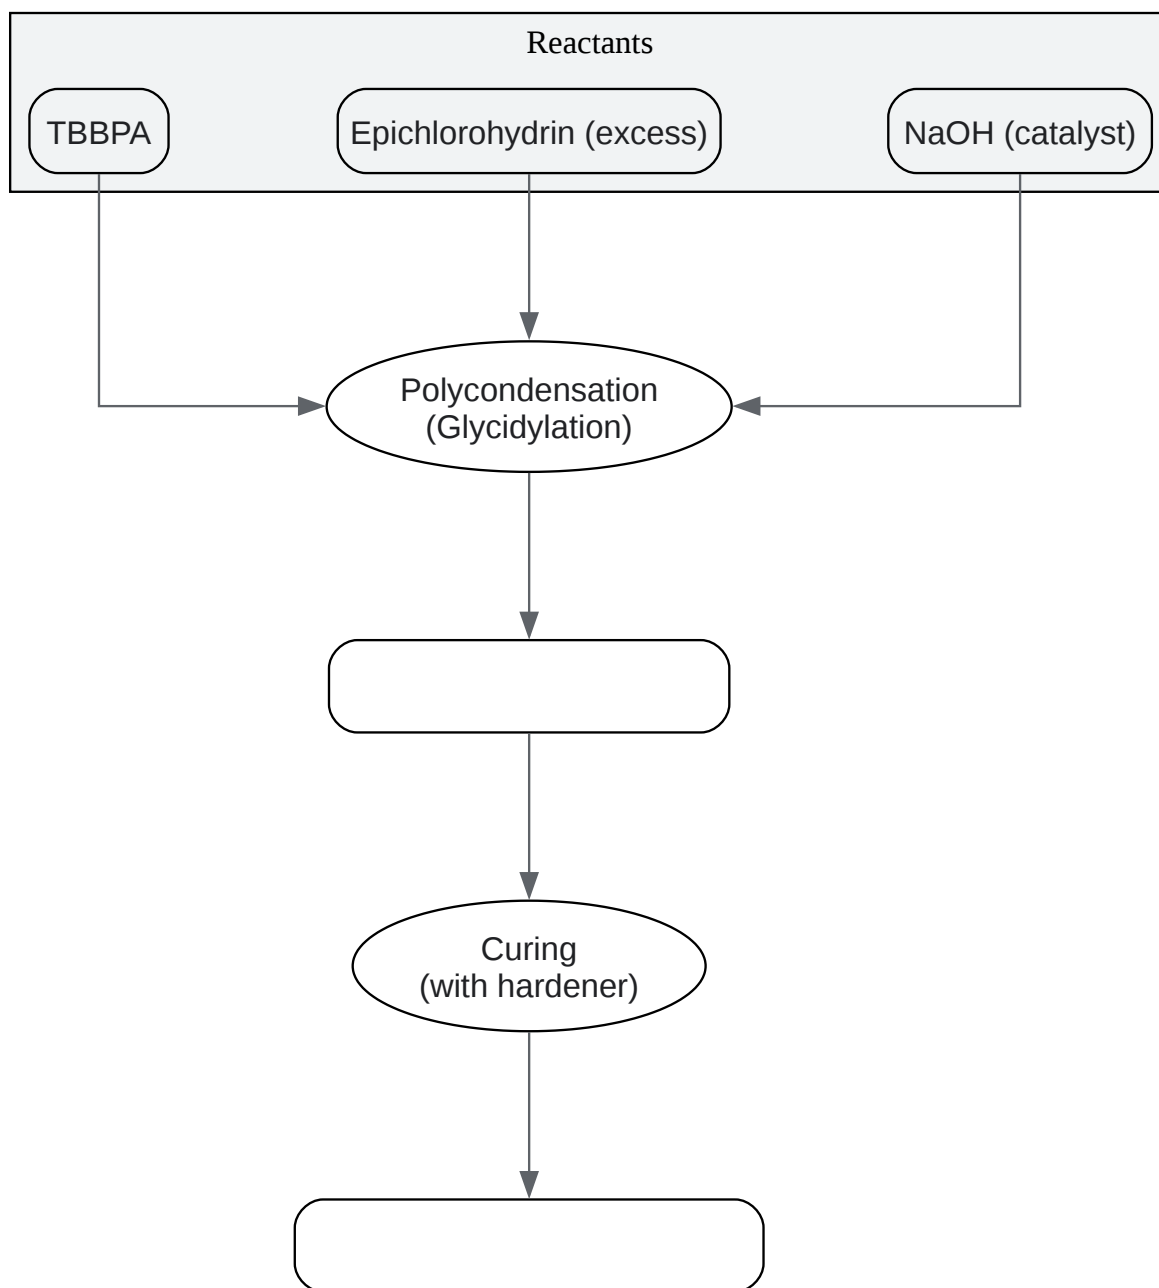 Reactants
TBBPA
Epichlorohydrin (excess)
NaOH (catalyst)
Polycondensation
(Glycidylation)
Curing
(with hardener)